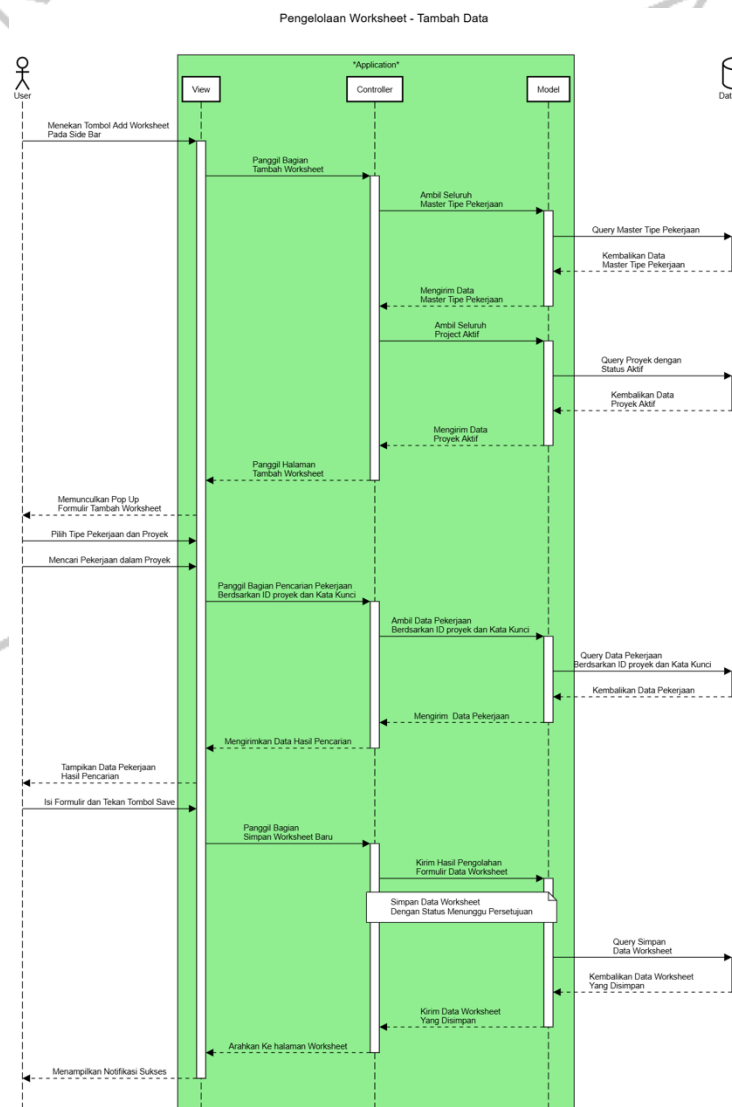 Pengelolaan Worksheet - Tambah Data
*Application*
User
View
Controller
Model
Menekan Tombol Add Worksheet
Pada Side Bar
Panggil Bagian
Tambah Worksheet
Ambil Seluruh
Master Tipe Pekerjaan
Query Master Tipe Pekerjaan
Kembalikan Data
Master Tipe Pekerjaan
Mengirim Data
Master Tipe Pekerjaan
Ambil Seluruh
Project Aktif
Query Proyek dengan
Status Aktif
Kembalikan Data
Proyek Aktif
Mengirim Data
Proyek Aktif
Panggil Halaman
Tambah Worksheet
Memunculkan Pop Up
Formulir Tambah Worksheet
Pilih Tipe Pekerjaan dan Proyek
Mencari Pekerjaan dalam Proyek
Panggil Bagian Pencarian Pekerjaan
Berdsarkan ID proyek dan Kata Kunci
Ambil Data Pekerjaan
Berdsarkan ID proyek dan Kata Kunci
Query Data Pekerjaan
Berdsarkan ID proyek dan Kata Kunci
Kembalikan Data Pekerjaan
Mengirim Data Pekerjaan
Mengirimkan Data Hasil Pencarian
Tampikan Data Pekerjaan
Hasil Pencarian
Isi Formulir dan Tekan Tombol Save
Panggil Bagian
Simpan Worksheet Baru
Kirim Hasil Pengolahan
Formulir Data Worksheet
Simpan Data Worksheet
Dengan Status Menunggu Persetujuan
Query Simpan
Data Worksheet
Kembalikan Data Worksheet
Yang Disimpan
Kirim Data Worksheet
Yang Disimpan
Arahkan Ke halaman Worksheet
Menampilkan Notifikasi Sukses